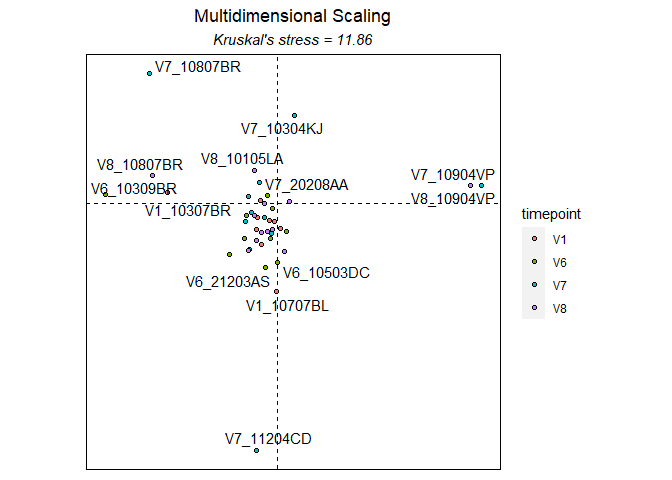 Multidimensional Scaling
Kruskal's stress = 11.86
V7_10807BR
V7_10304KJ
V8_10807BR
V8_10105LA
V7_10904VP
V6_10309BR
V7_20208AA
V8_10904VP
V1_10307BR
timepoint
V1
V6
V7
V8
V6_10503DC
V6_21203AS
V1_10707BL
V7_11204CD